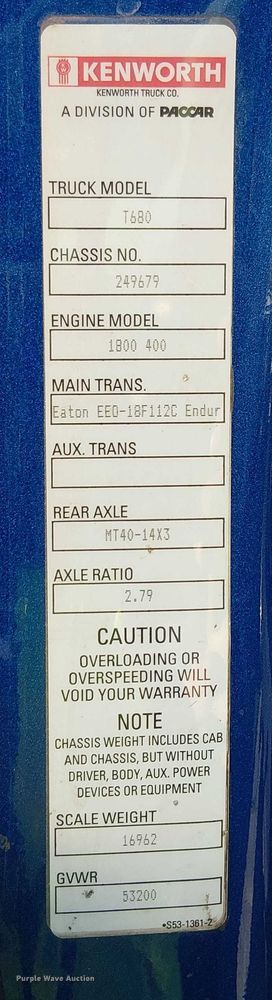 KENWORTH
KENWORTH TRUCK CO.
A DIVISION OF PACCAR
TRUCK MODEL
T680
CHASSIS NO.
249679
ENGINE MODEL
1800 400
MAIN TRANS.
Eaton EEO-18F112C Endur
AUX. TRANS
REAR AXLE
MT40-14X3
AXLE RATIO
2.79
CAUTION
OVERLOADING OR
OVERSPEEDING WILL
VOID YOUR WARRANTY
NOTE
CHASSIS WEIGHT INCLUDES CAB
AND CHASSIS, BUT WITHOUT
DRIVER, BODY, AUX. POWER
DEVICES OR EQUIPMENT
SCALE WEIGHT
16962
GVWR
53200
•S53-1361-2
Purple Wave Auction